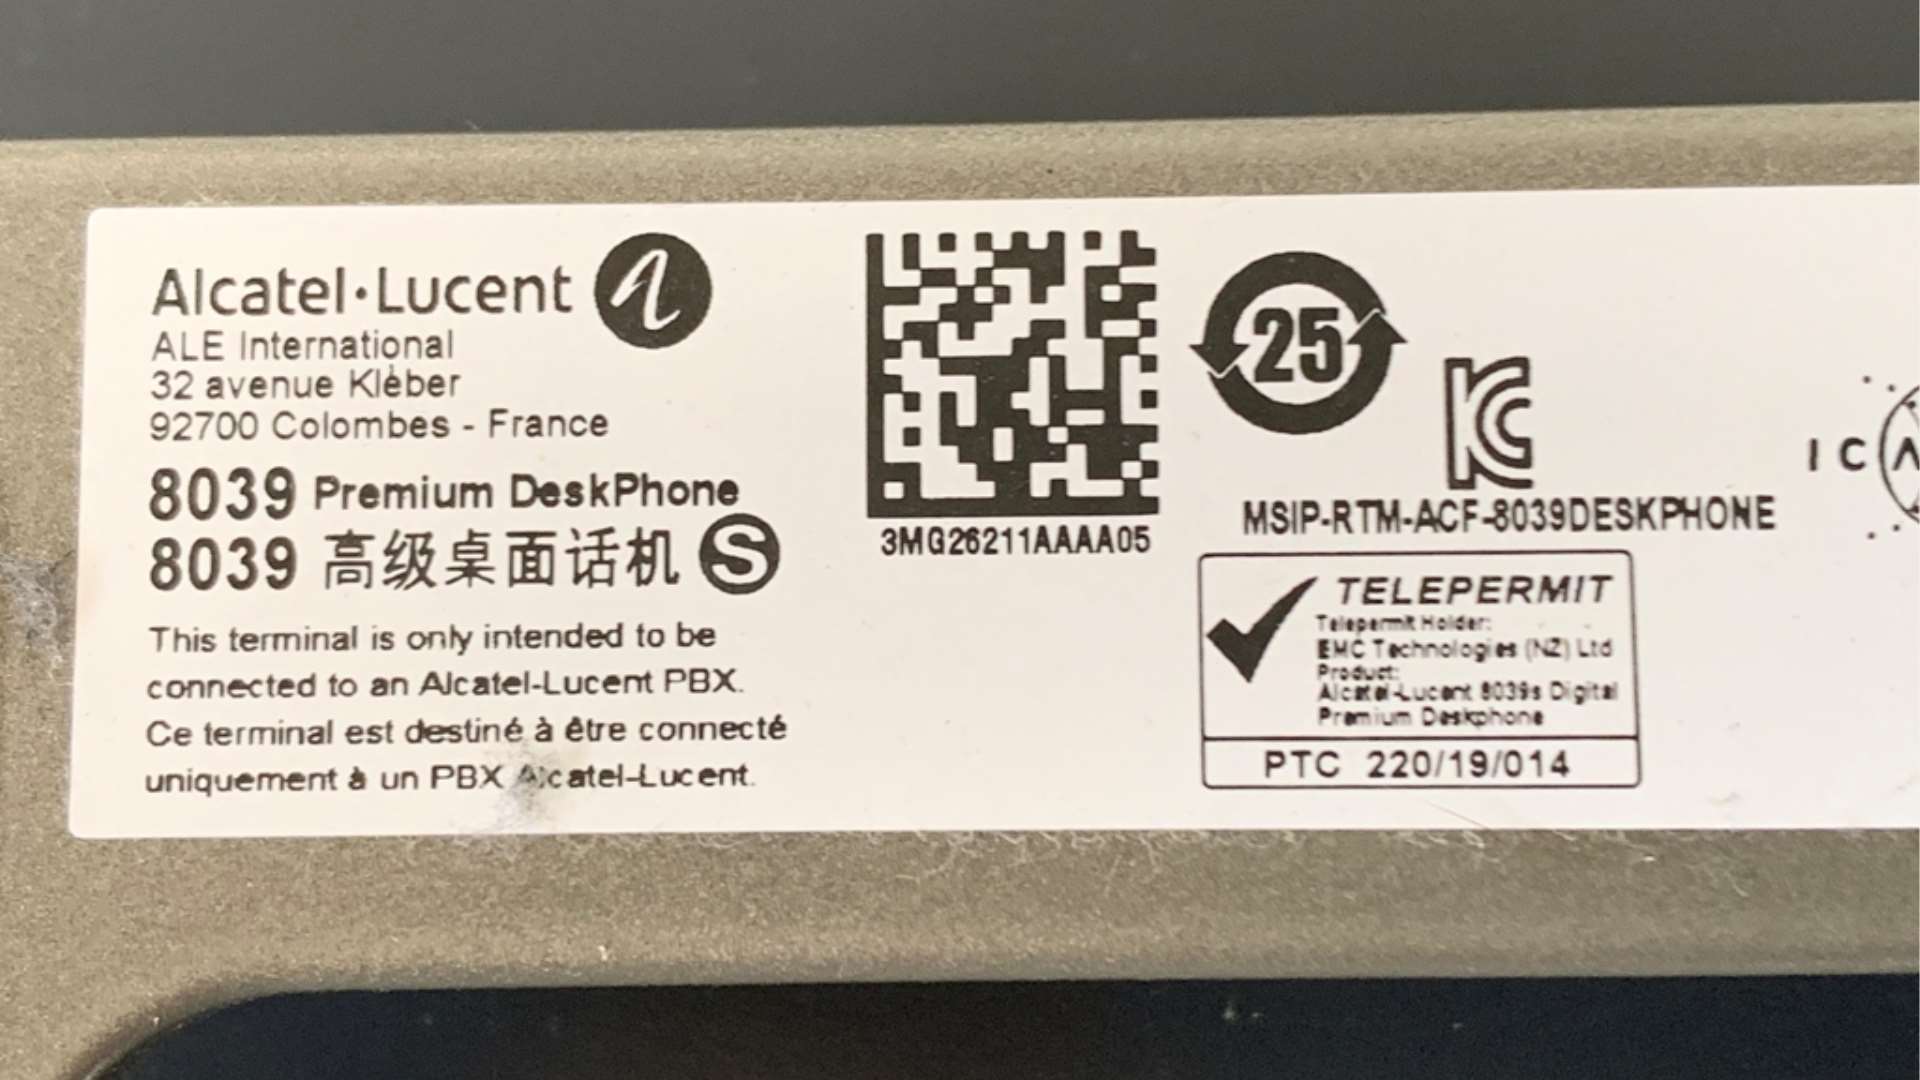 Alcatel·Lucent
ALE International
32 avenue Klèber
92700 Colombes - France
8039 Premium DeskPhone
8039 高级桌面话机 S
This terminal is only intended to be
connected to an Alcatel-Lucent PBX.
Ce terminal est destiné à être connecté
uniquement à un PBX Alcatel-Lucent.
3MG26211AAAA05
25
MSIP-RTM-ACF-8039DESKPHONE
TELEPERMIT
Telepermit Holder:
EMC Technologies (NZ) Ltd
Product:
Alcatel-Lucent 8039s Digital
Premium Deskphone
PTC 220/19/014